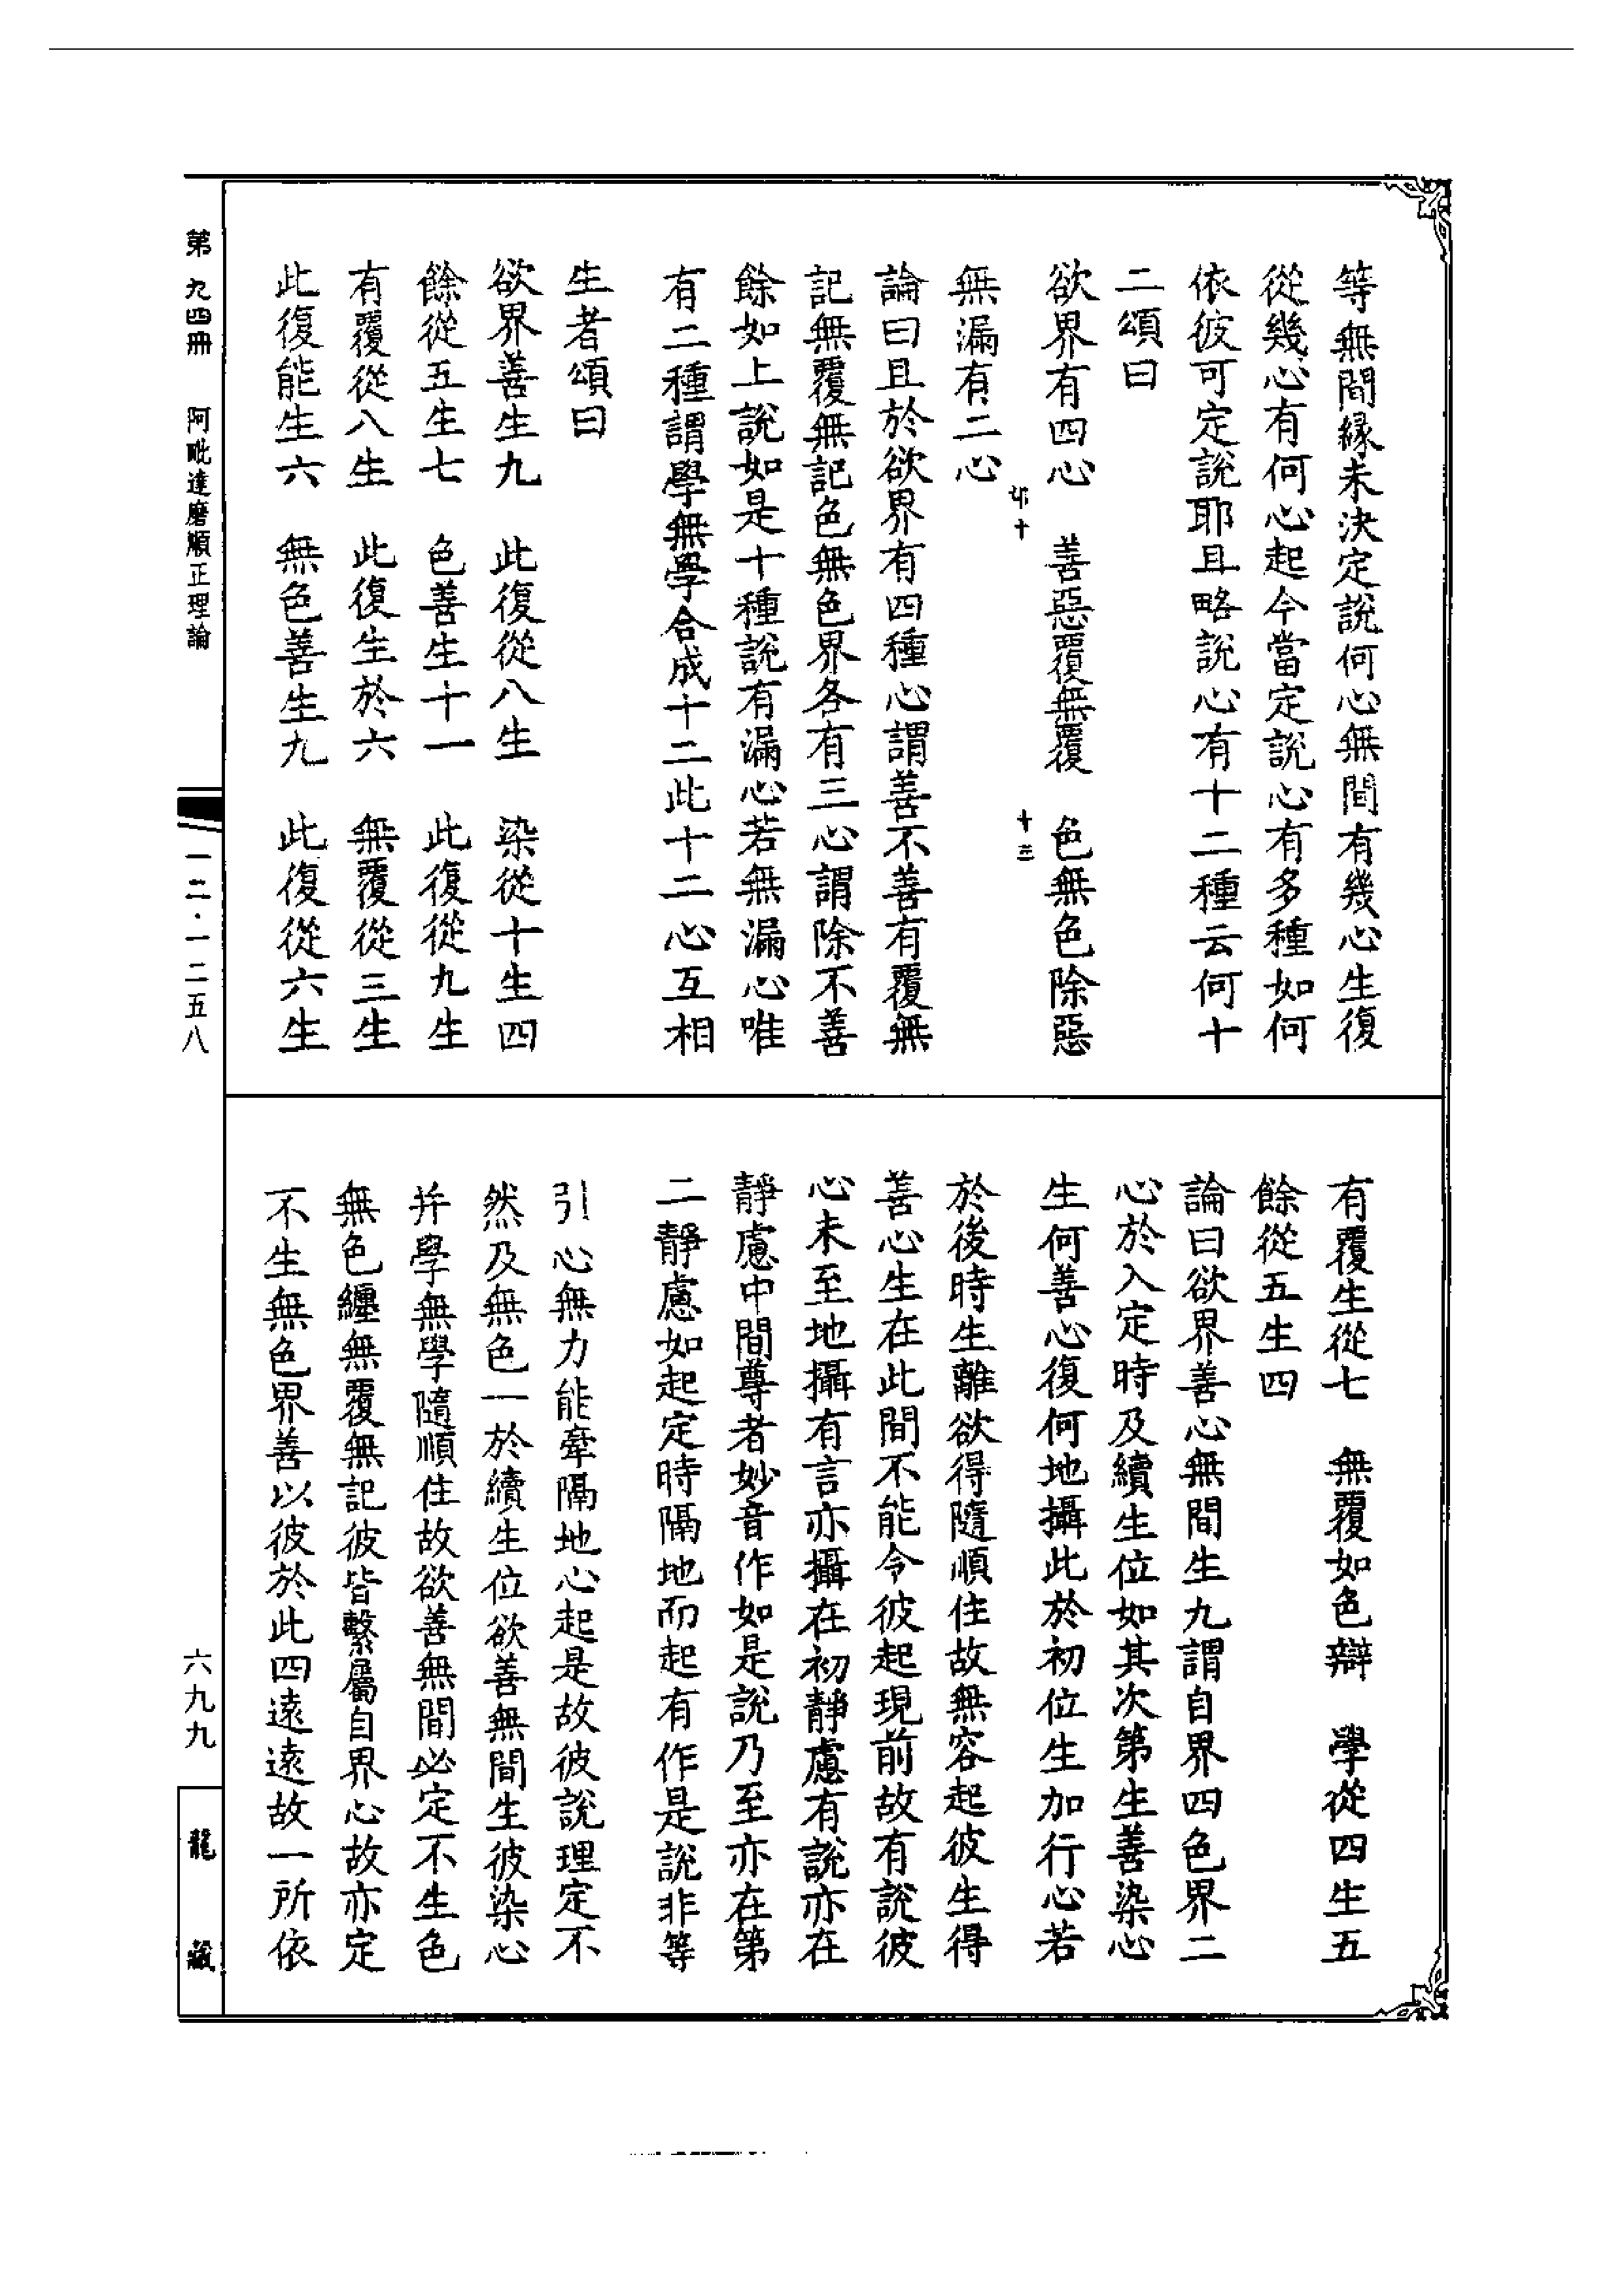 等無間緣未決定說何心無間有幾心生復
從幾心有何心起今當定說心有多種如何
依彼可定說耶且略說心有十二種云何十
二頌曰
欲界有四心　善惡覆無覆　色無色除惡
卯十　十三
無漏有二心
論曰且於欲界有四種心謂善不善有覆無
記無覆無記色無色界各有三心謂除不善
餘如上說如是十種說有漏心若無漏心唯
有二種謂學無學合成十二此十二心互相
生者頌曰
欲界善生九　此復從八生　染從十生四
餘從五生七　色善生十一　此復從九生
有覆從八生　此復生於六　無覆從三生
此復能生六　無色善生九　此復從六生
有覆生從七　無覆如色辯　學從四生五
餘從五生四
論曰欲界善心無間生九謂自界四色界二
心於入定時及續生位如其次第生善染心
生何善心復何地攝此於初位生加行心若
於後時生離欲得隨順住故無容起彼生得
善心生在此間不能令彼起現前故有說彼
心未至地攝有言亦攝在初靜慮有說亦在
靜慮中間尊者妙音作如是說乃至亦在第
二靜慮如起定時隔地而起有作是說非等
引心無力能牽隔地心起是故彼說理定不
然及無色一於續生位欲善無間生彼染心
并學無學隨順住故欲善無間必定不生色
無色纏無覆無記彼皆繫屬自界心故亦定
不生無色界善以彼於此四遠遠故一所依
第九四冊　阿毗達磨順正理論
一二·一二五八
六九九
龍藏